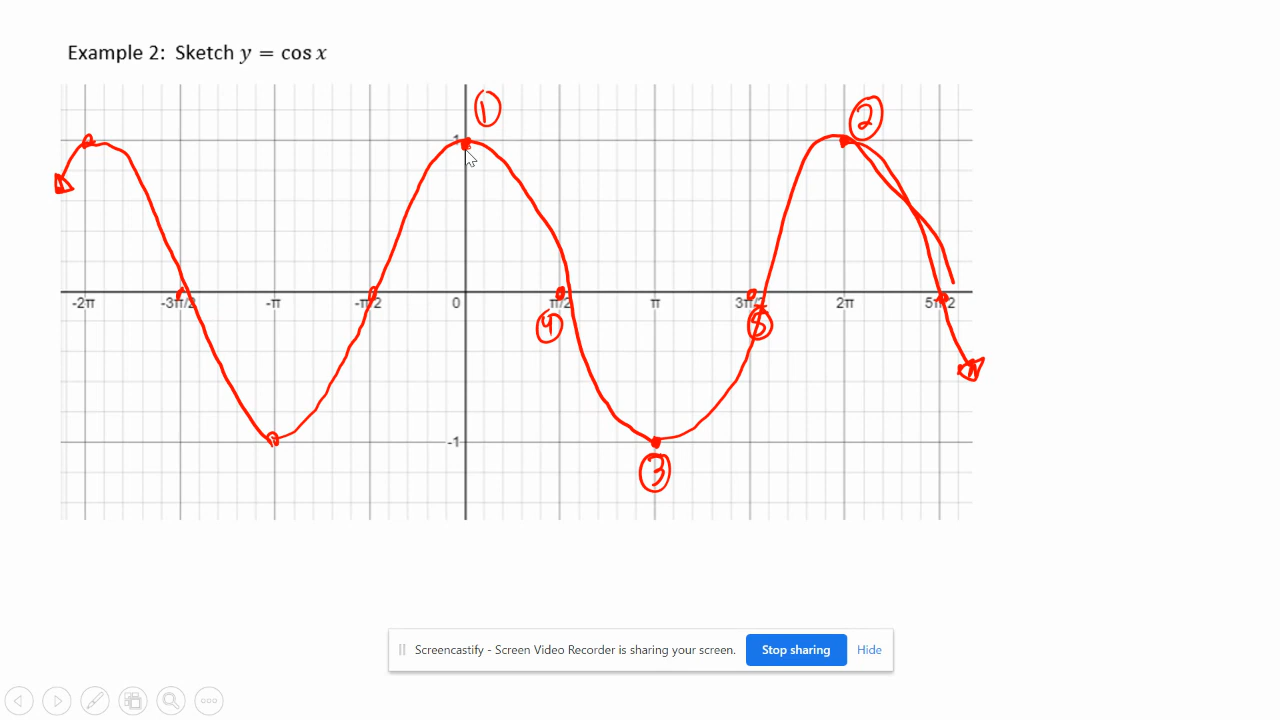 Example 2: Sketch y = cos x
①
②
1
-2π -3π/2 -π -π/2 0 π/2 π 3π/2 2π 5π/2
④ ⑤
-1
③
Screencastify - Screen Video Recorder is sharing your screen. Stop sharing Hide